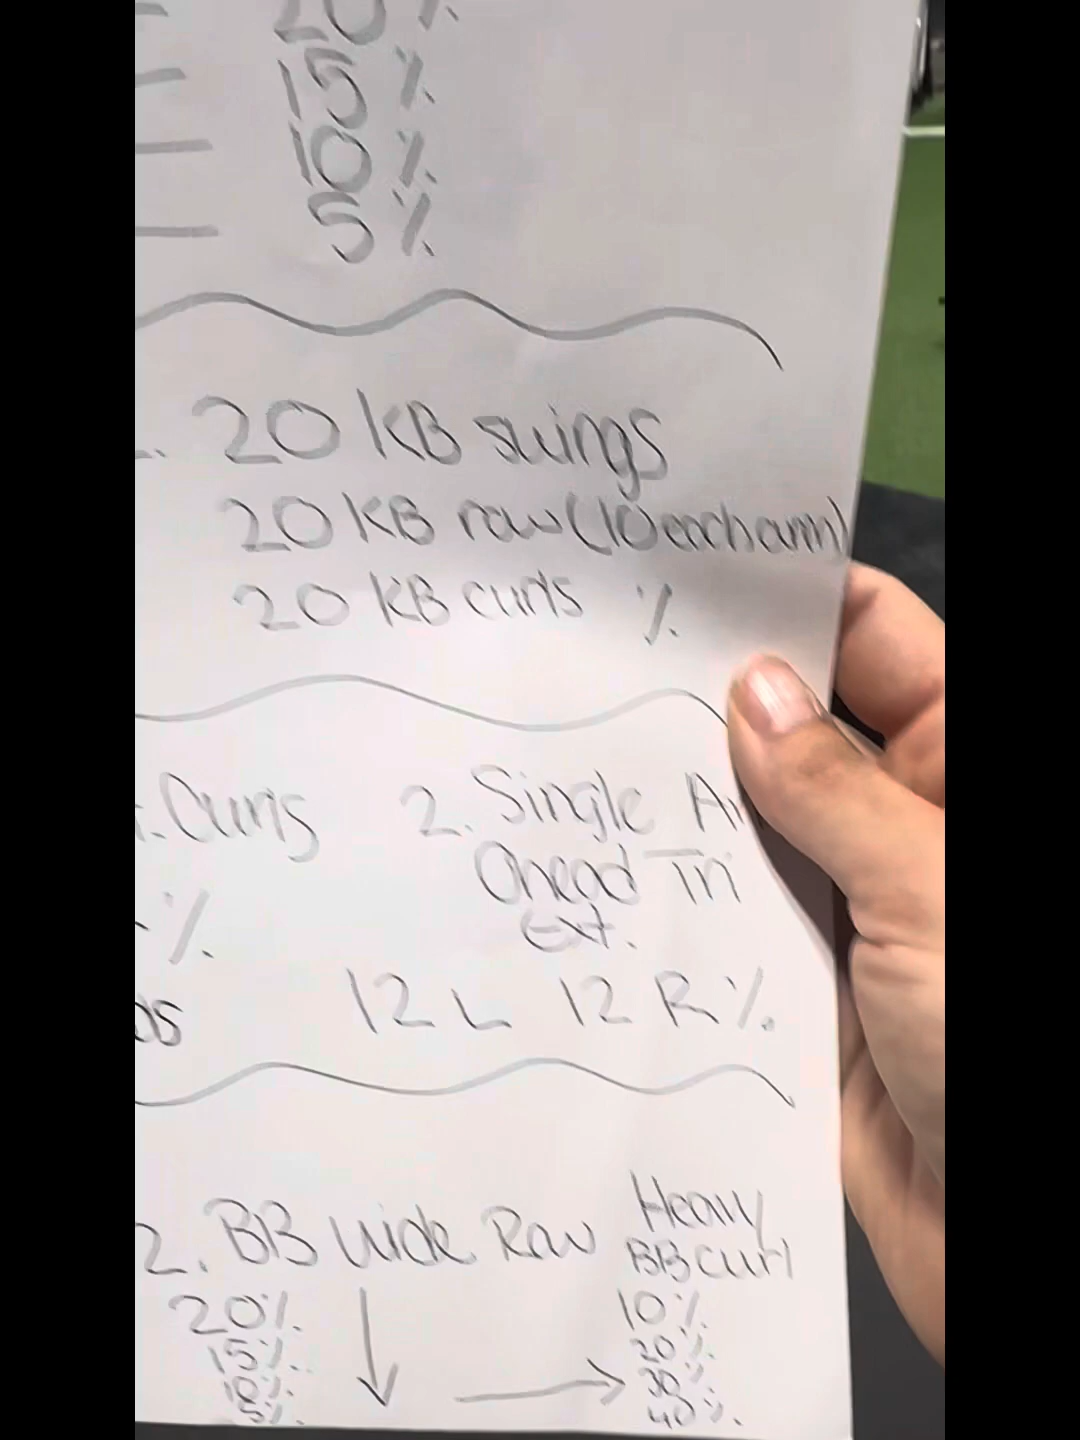 20 %.
15 %.
10 %.
5 %.
20 KB swings
20 KB row (10 each arm)
20 KB curls %.
Curls
%.
2. Single
Ohead Tri
Ext.
12 L 12 R %.
2. BB Wide Row
20%.
15%.
10%.
5%.
Heavy
BB curl
10%.
20%.
30%.
40%.